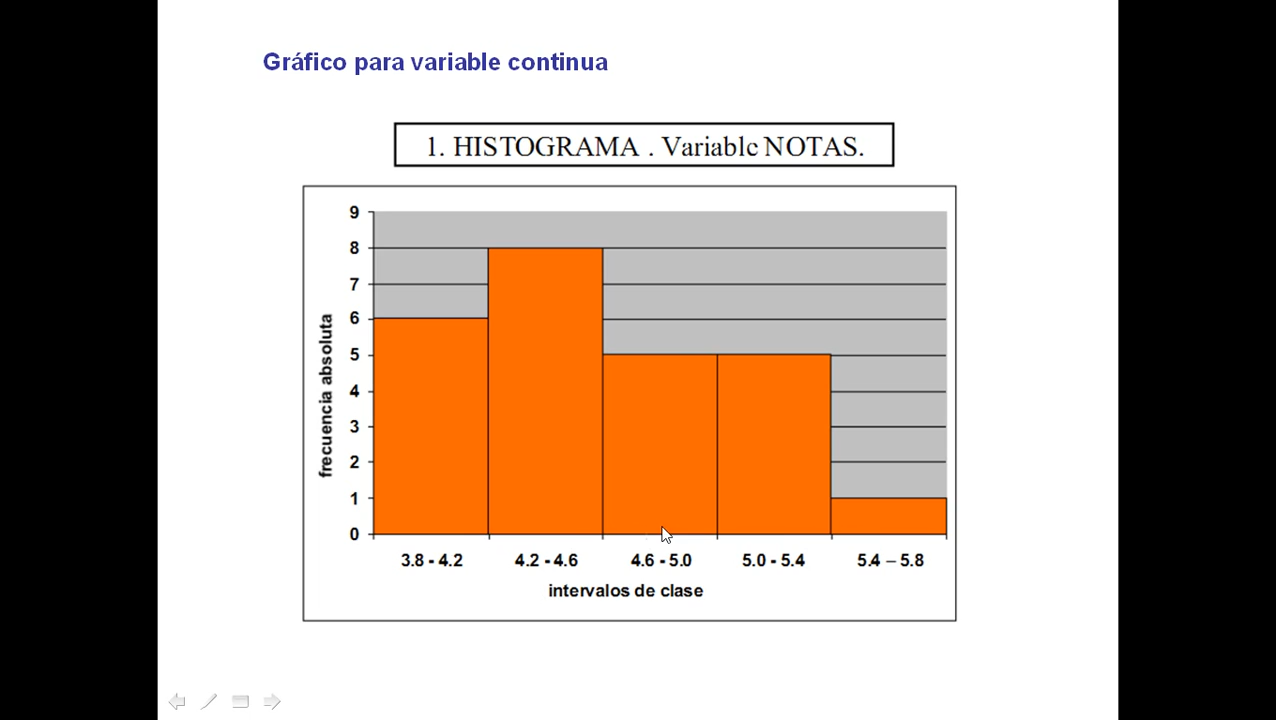 Gráfico para variable continua
1. HISTOGRAMA . Variable NOTAS.
9
8
7
6
5
4
3
2
1
0
frecuencia absoluta
3.8 - 4.2 4.2 - 4.6 4.6 - 5.0 5.0 - 5.4 5.4 – 5.8
intervalos de clase